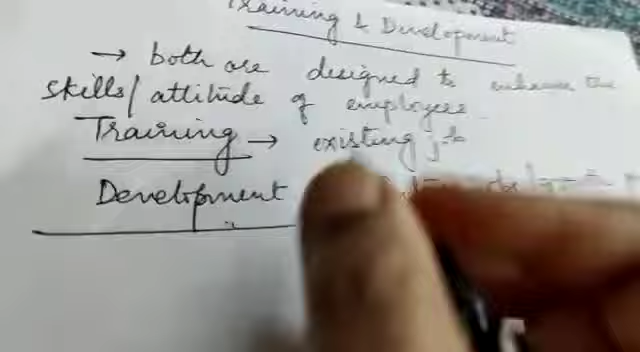 Training & Development
→ both are designed to enhance the
skills/attitude of employees
Training → existing job
Development